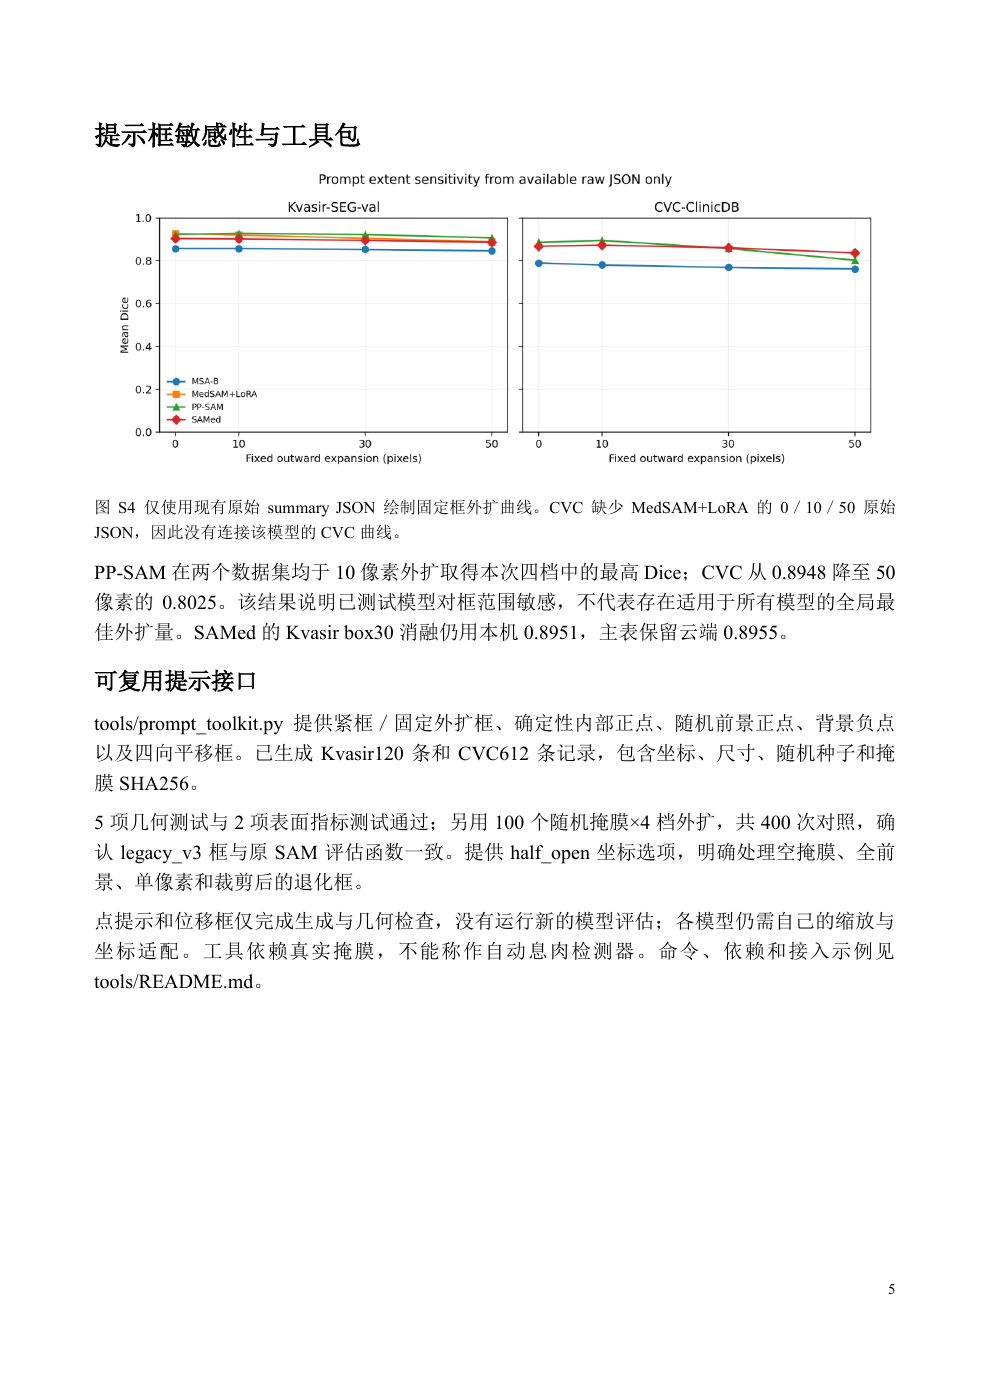 提示框敏感性与工具包
Prompt extent sensitivity from available raw JSON only
Kvasir-SEG-val
CVC-ClinicDB
1.0
0.8
0.6
0.4
0.2
0.0
Mean Dice
MSA-B
MedSAM+LoRA
PP-SAM
SAMed
0 10 30 50
0 10 30 50
Fixed outward expansion (pixels)
Fixed outward expansion (pixels)
图 S4 仅使用现有原始 summary JSON 绘制固定框外扩曲线。CVC 缺少 MedSAM+LoRA 的 0 / 10 / 50 原始
JSON，因此没有连接该模型的 CVC 曲线。
PP-SAM 在两个数据集均于 10 像素外扩取得本次四档中的最高 Dice；CVC 从 0.8948 降至 50
像素的 0.8025。该结果说明已测试模型对框范围敏感，不代表存在适用于所有模型的全局最
佳外扩量。SAMed 的 Kvasir box30 消融仍用本机 0.8951，主表保留云端 0.8955。
可复用提示接口
tools/prompt_toolkit.py 提供紧框 / 固定外扩框、确定性内部正点、随机前景正点、背景负点
以及四向平移框。已生成 Kvasir120 条和 CVC612 条记录，包含坐标、尺寸、随机种子和掩
膜 SHA256。
5 项几何测试与 2 项表面指标测试通过；另用 100 个随机掩膜×4 档外扩，共 400 次对照，确
认 legacy_v3 框与原 SAM 评估函数一致。提供 half_open 坐标选项，明确处理空掩膜、全前
景、单像素和裁剪后的退化框。
点提示和位移框仅完成生成与几何检查，没有运行新的模型评估；各模型仍需自己的缩放与
坐标适配。工具依赖真实掩膜，不能称作自动息肉检测器。命令、依赖和接入示例见
tools/README.md。
5